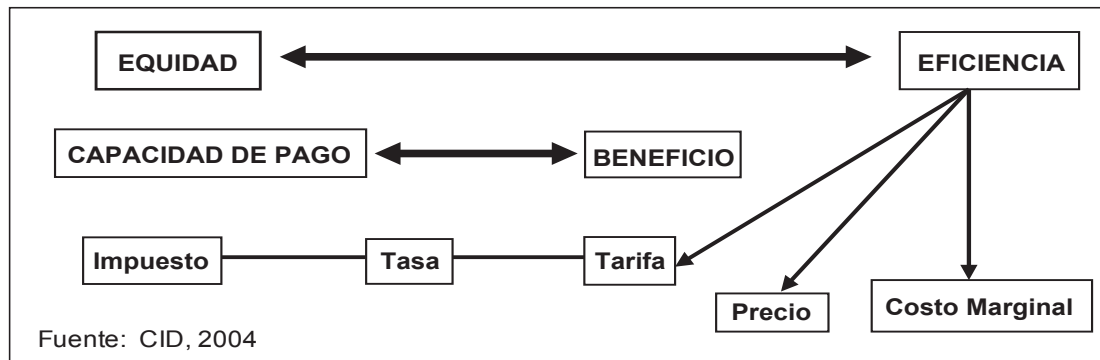 EQUIDAD
EFICIENCIA
CAPACIDAD DE PAGO
BENEFICIO
Impuesto
Tasa
Tarifa
Precio
Costo Marginal
Fuente: CID, 2004